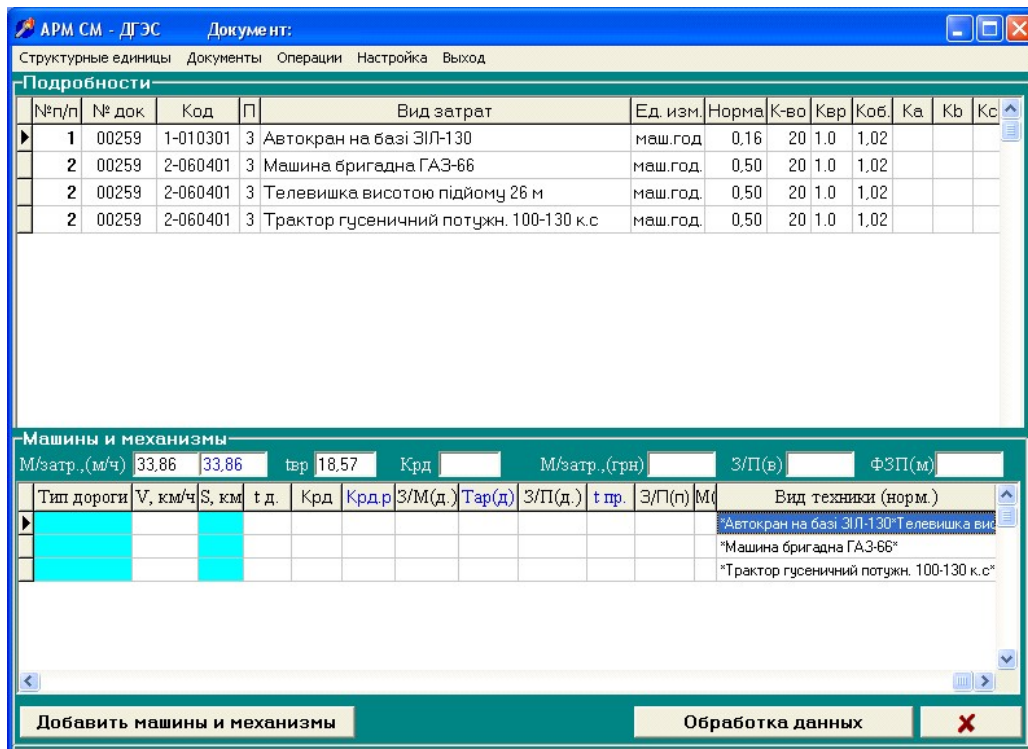 АРМ СМ - ДГЭС Документ:
Структурные единицы Документы Операции Настройка Выход
Подробности
№п/п № док Код П Вид затрат Ед. изм. Норма К-во Квр Коб. Ка Кb Кс
1 00259 1-010301 3 Автокран на базі ЗІЛ-130 маш.год 0,16 20 1.0 1,02
2 00259 2-060401 3 Машина бригадна ГАЗ-66 маш.год. 0,50 20 1.0 1,02
2 00259 2-060401 3 Телевишка висотою підйому 26 м маш.год. 0,50 20 1.0 1,02
2 00259 2-060401 3 Трактор гусеничний потужн. 100-130 к.с маш.год. 0,50 20 1.0 1,02
Машины и механизмы
М/затр.,(м/ч) 33,86 33,86 tвр 18,57 Крд М/затр.,(грн) З/П(в) ФЗП(м)
Тип дороги V, км/ч S, км t д. Крд Крд.р З/М(д.) Тар(д) З/П(д.) t пр. З/П(п) М( Вид техники (норм.)
*Автокран на базі ЗІЛ-130*Телевишка вис
*Машина бригадна ГАЗ-66*
*Трактор гусеничний потужн. 100-130 к.с*
Добавить машины и механизмы Обработка данных